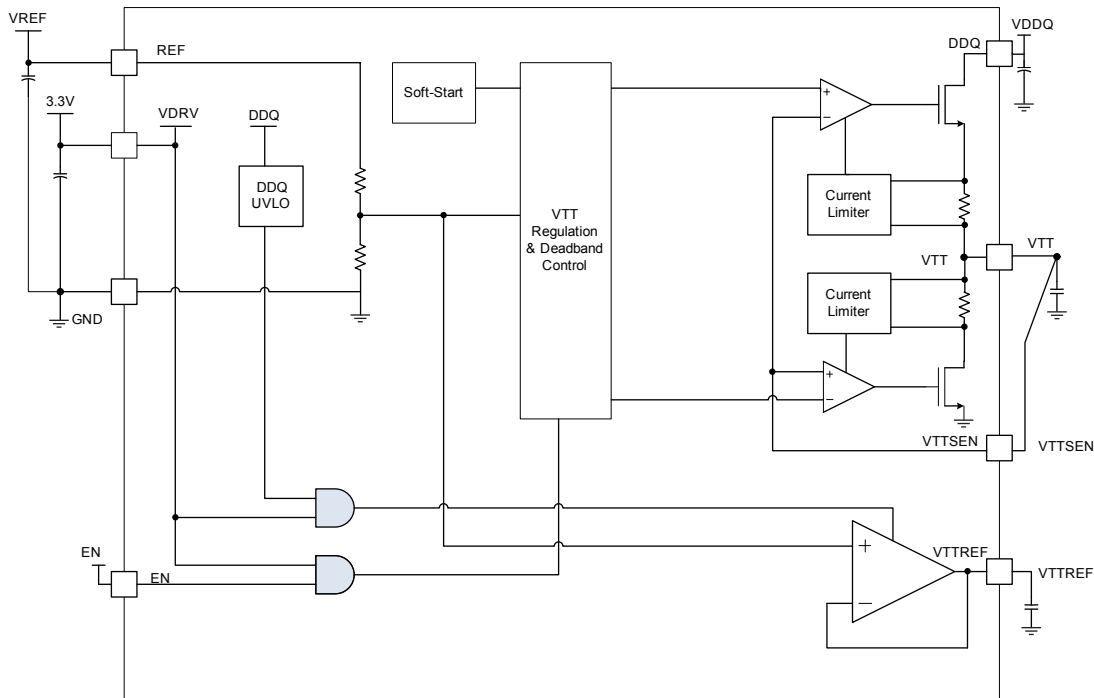 VREF
REF
3.3V
VDRV
DDQ
DDQ
UVLO
GND
EN
EN
Soft-Start
VTT
Regulation
& Deadband
Control
+
−
Current
Limiter
VTT
Current
Limiter
+
−
DDQ
VDDQ
VTT
VTTSEN
VTTSEN
+
−
VTTREF
VTTREF